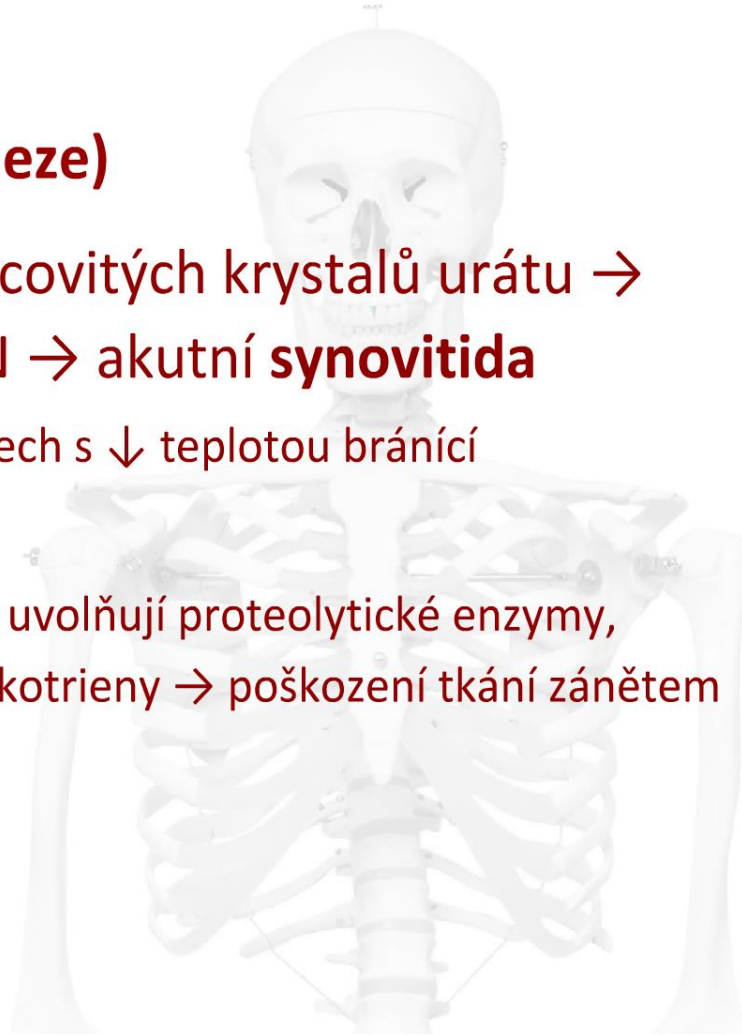 eze)
covitých krystalů urátu →
→ akutní synovitida
ech s ↓ teplotou bránící
uvolňují proteolytické enzymy,
kotrieny → poškození tkání zánětem